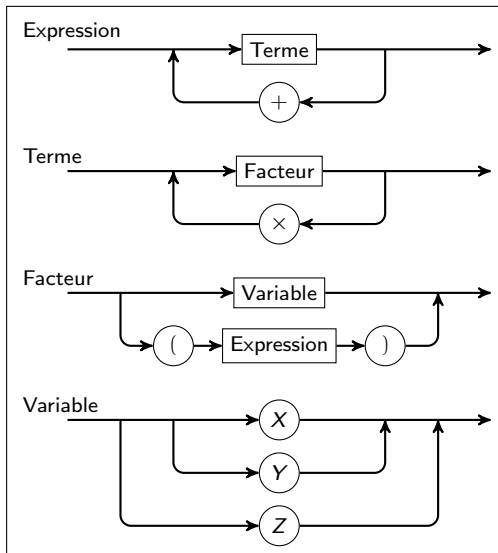 Expression
Terme
+
Terme
Facteur
×
Facteur
Variable
( Expression )
Variable
X
Y
Z